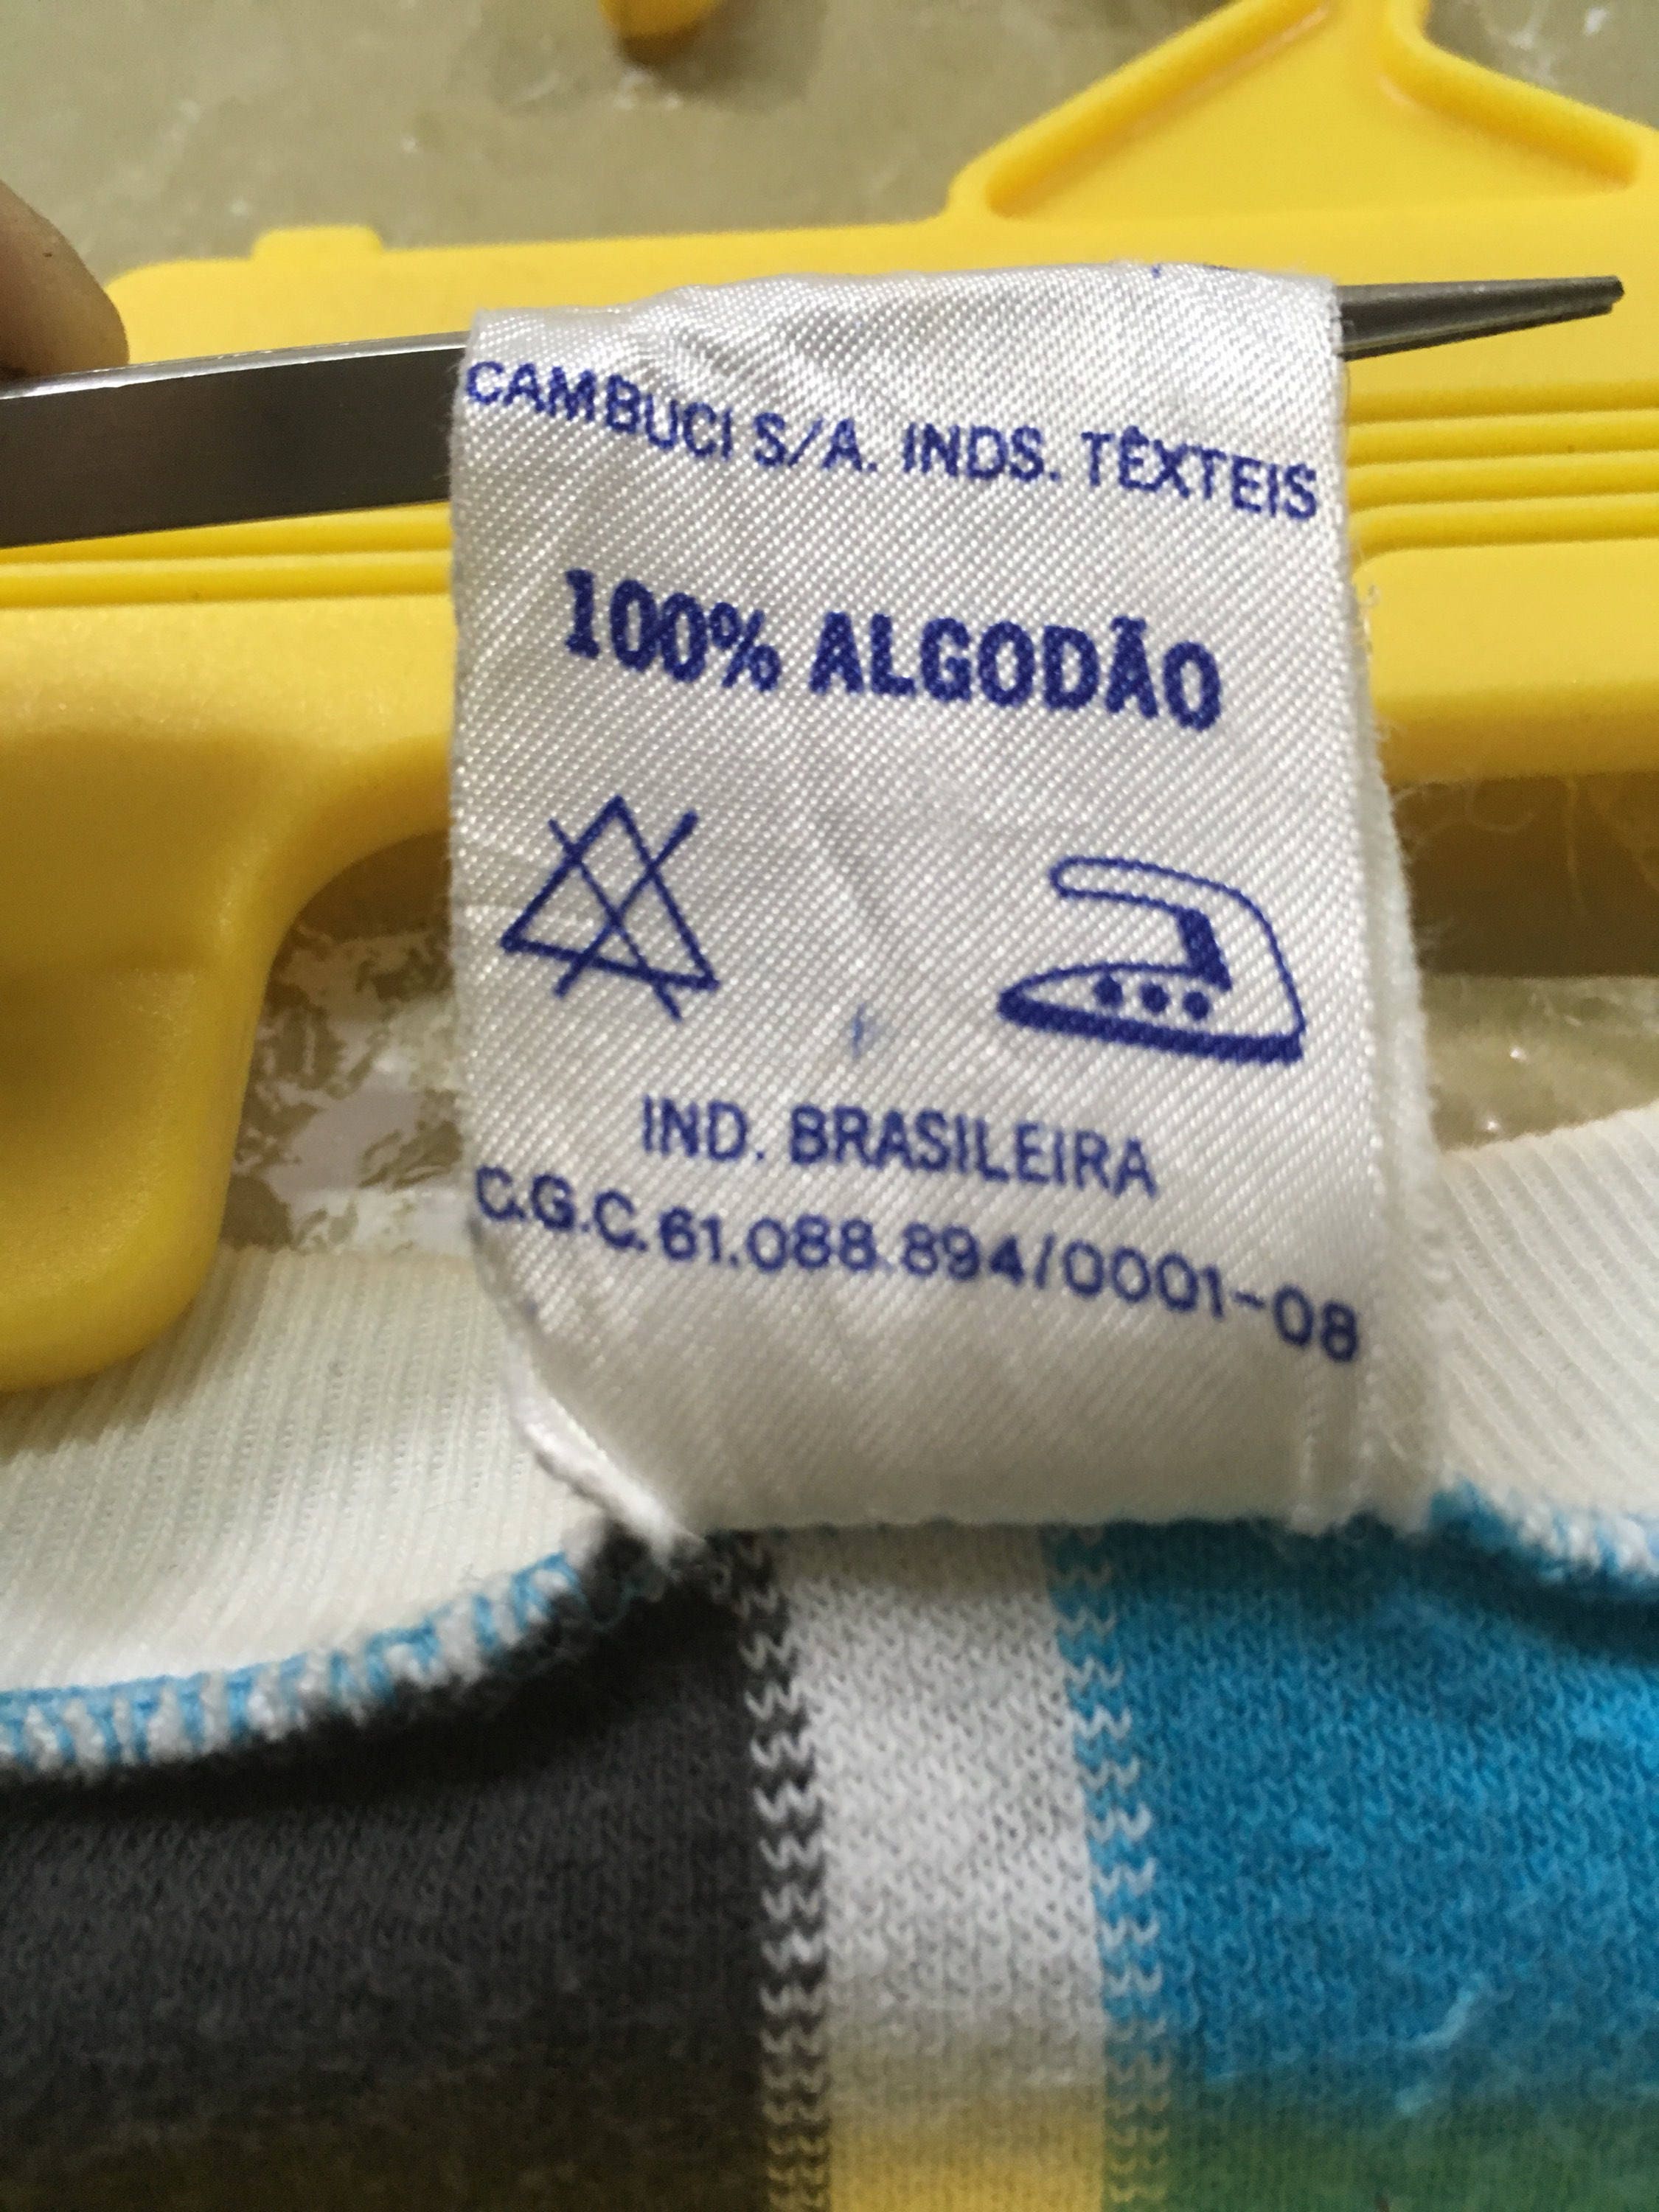 CAMBUCI S/A. INDS. TÊXTEIS
100% ALGODÃO
IND. BRASILEIRA
C.G.C. 61.088.894/0001-08